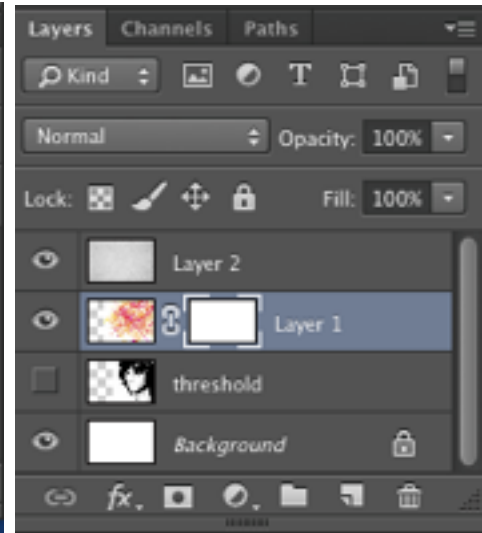 Layers Channels Paths
Kind T
Normal Opacity: 100%
Lock: Fill: 100%
Layer 2
Layer 1
threshold
Background
fx.